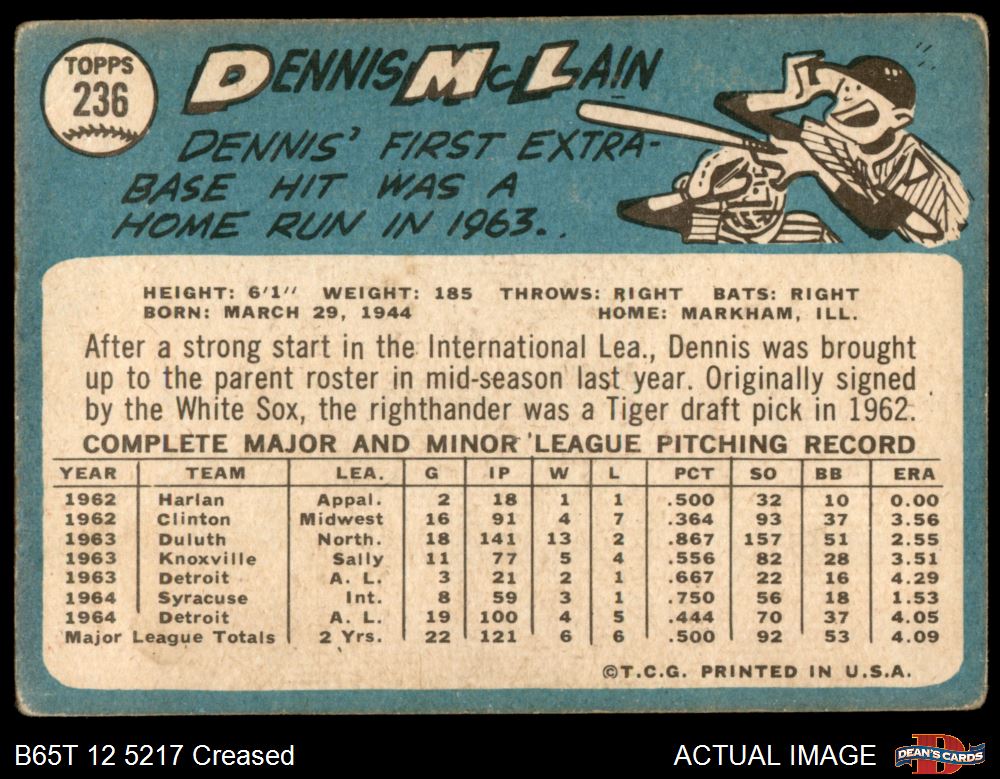 TOPPS
236
DENNIS McLAIN
DENNIS' FIRST EXTRA-
BASE HIT WAS A
HOME RUN IN 1963..
HEIGHT: 6'1" WEIGHT: 185 THROWS: RIGHT BATS: RIGHT
BORN: MARCH 29, 1944 HOME: MARKHAM, ILL.
After a strong start in the International Lea., Dennis was brought
up to the parent roster in mid-season last year. Originally signed
by the White Sox, the righthander was a Tiger draft pick in 1962.
COMPLETE MAJOR AND MINOR LEAGUE PITCHING RECORD
YEAR TEAM LEA. G IP W L PCT SO BB ERA
1962 Harlan Appal. 2 18 1 1 .500 32 10 0.00
1962 Clinton Midwest 16 91 4 7 .364 93 37 3.56
1963 Duluth North. 18 141 13 2 .867 157 51 2.55
1963 Knoxville Sally 11 77 5 4 .556 82 28 3.51
1963 Detroit A. L. 3 21 2 1 .667 22 16 4.29
1964 Syracuse Int. 8 59 3 1 .750 56 18 1.53
1964 Detroit A. L. 19 100 4 5 .444 70 37 4.05
Major League Totals 2 Yrs. 22 121 6 6 .500 92 53 4.09
©T.C.G. PRINTED IN U.S.A.
B65T 12 5217 Creased ACTUAL IMAGE D DEAN'S CARDS